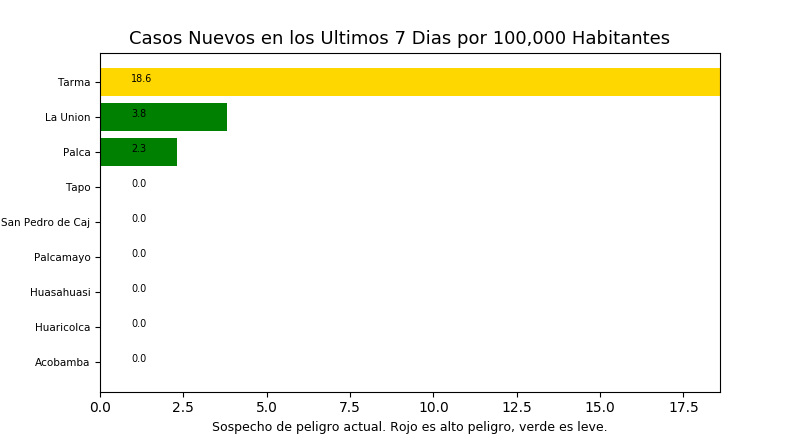 Casos Nuevos en los Ultimos 7 Dias por 100,000 Habitantes
Tarma 18.6
La Union 3.8
Palca 2.3
Tapo 0.0
San Pedro de Caj 0.0
Palcamayo 0.0
Huasahuasi 0.0
Huaricolca 0.0
Acobamba 0.0
0.0 2.5 5.0 7.5 10.0 12.5 15.0 17.5
Sospecho de peligro actual. Rojo es alto peligro, verde es leve.